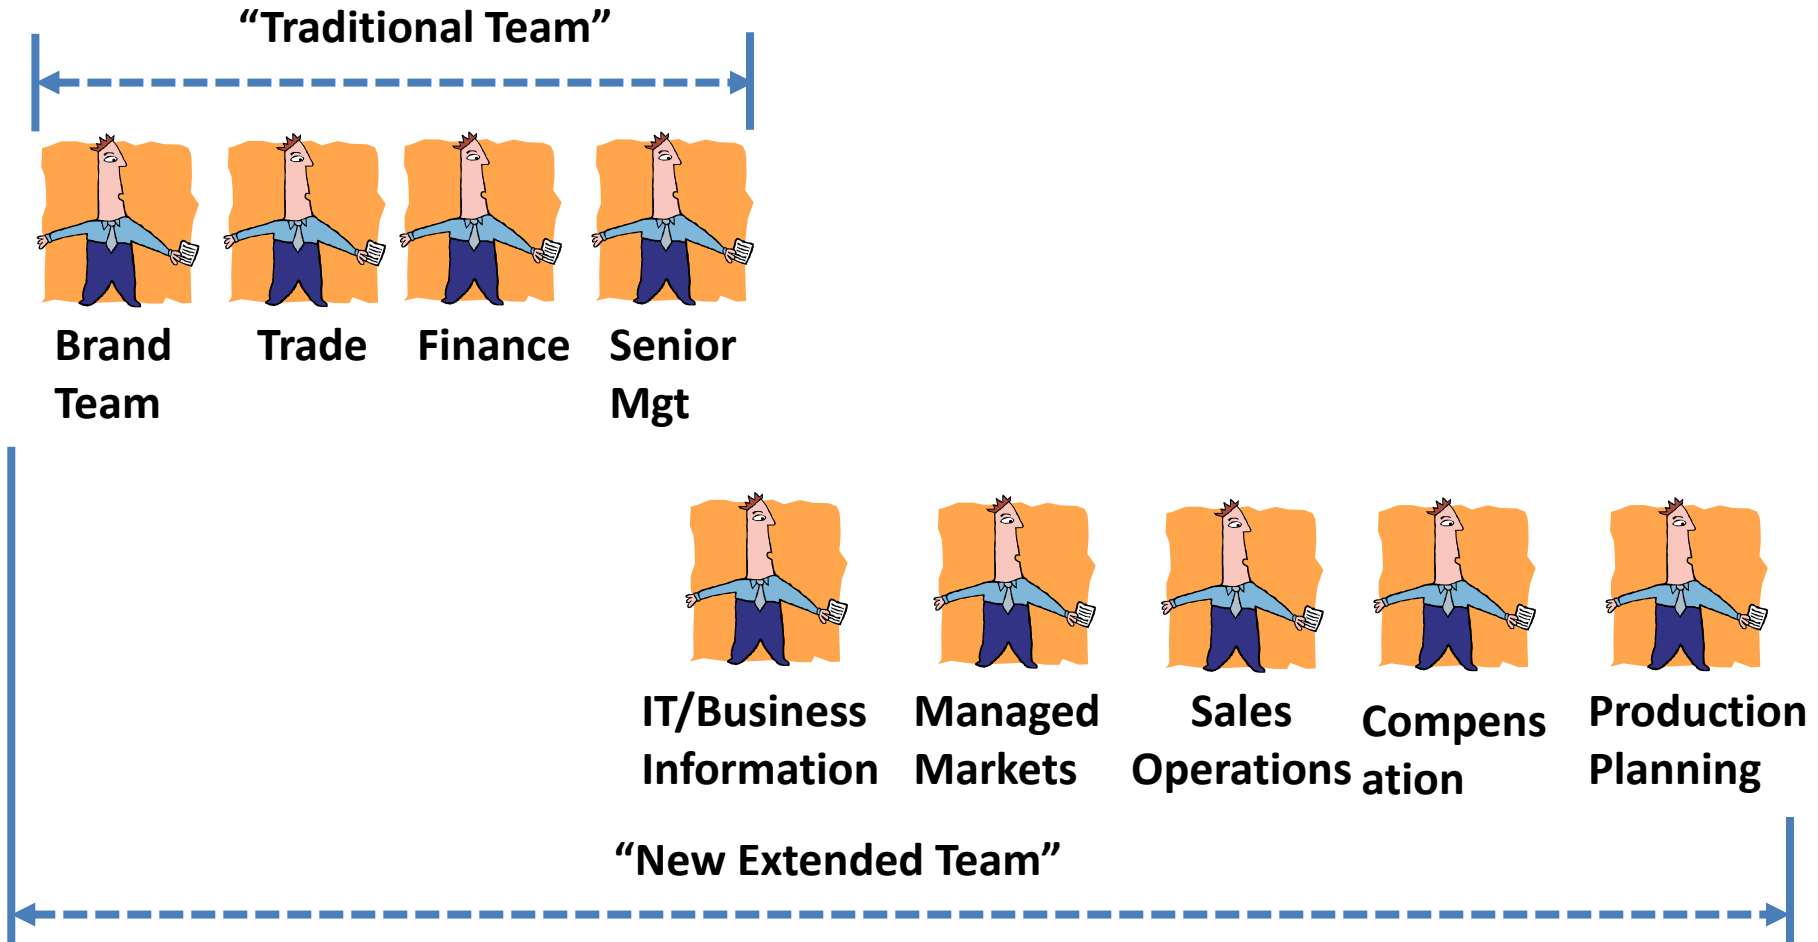 “Traditional Team”
Brand
Team
Trade
Finance
Senior
Mgt
IT/Business
Information
Managed
Markets
Sales
Operations
Compens
ation
Production
Planning
“New Extended Team”